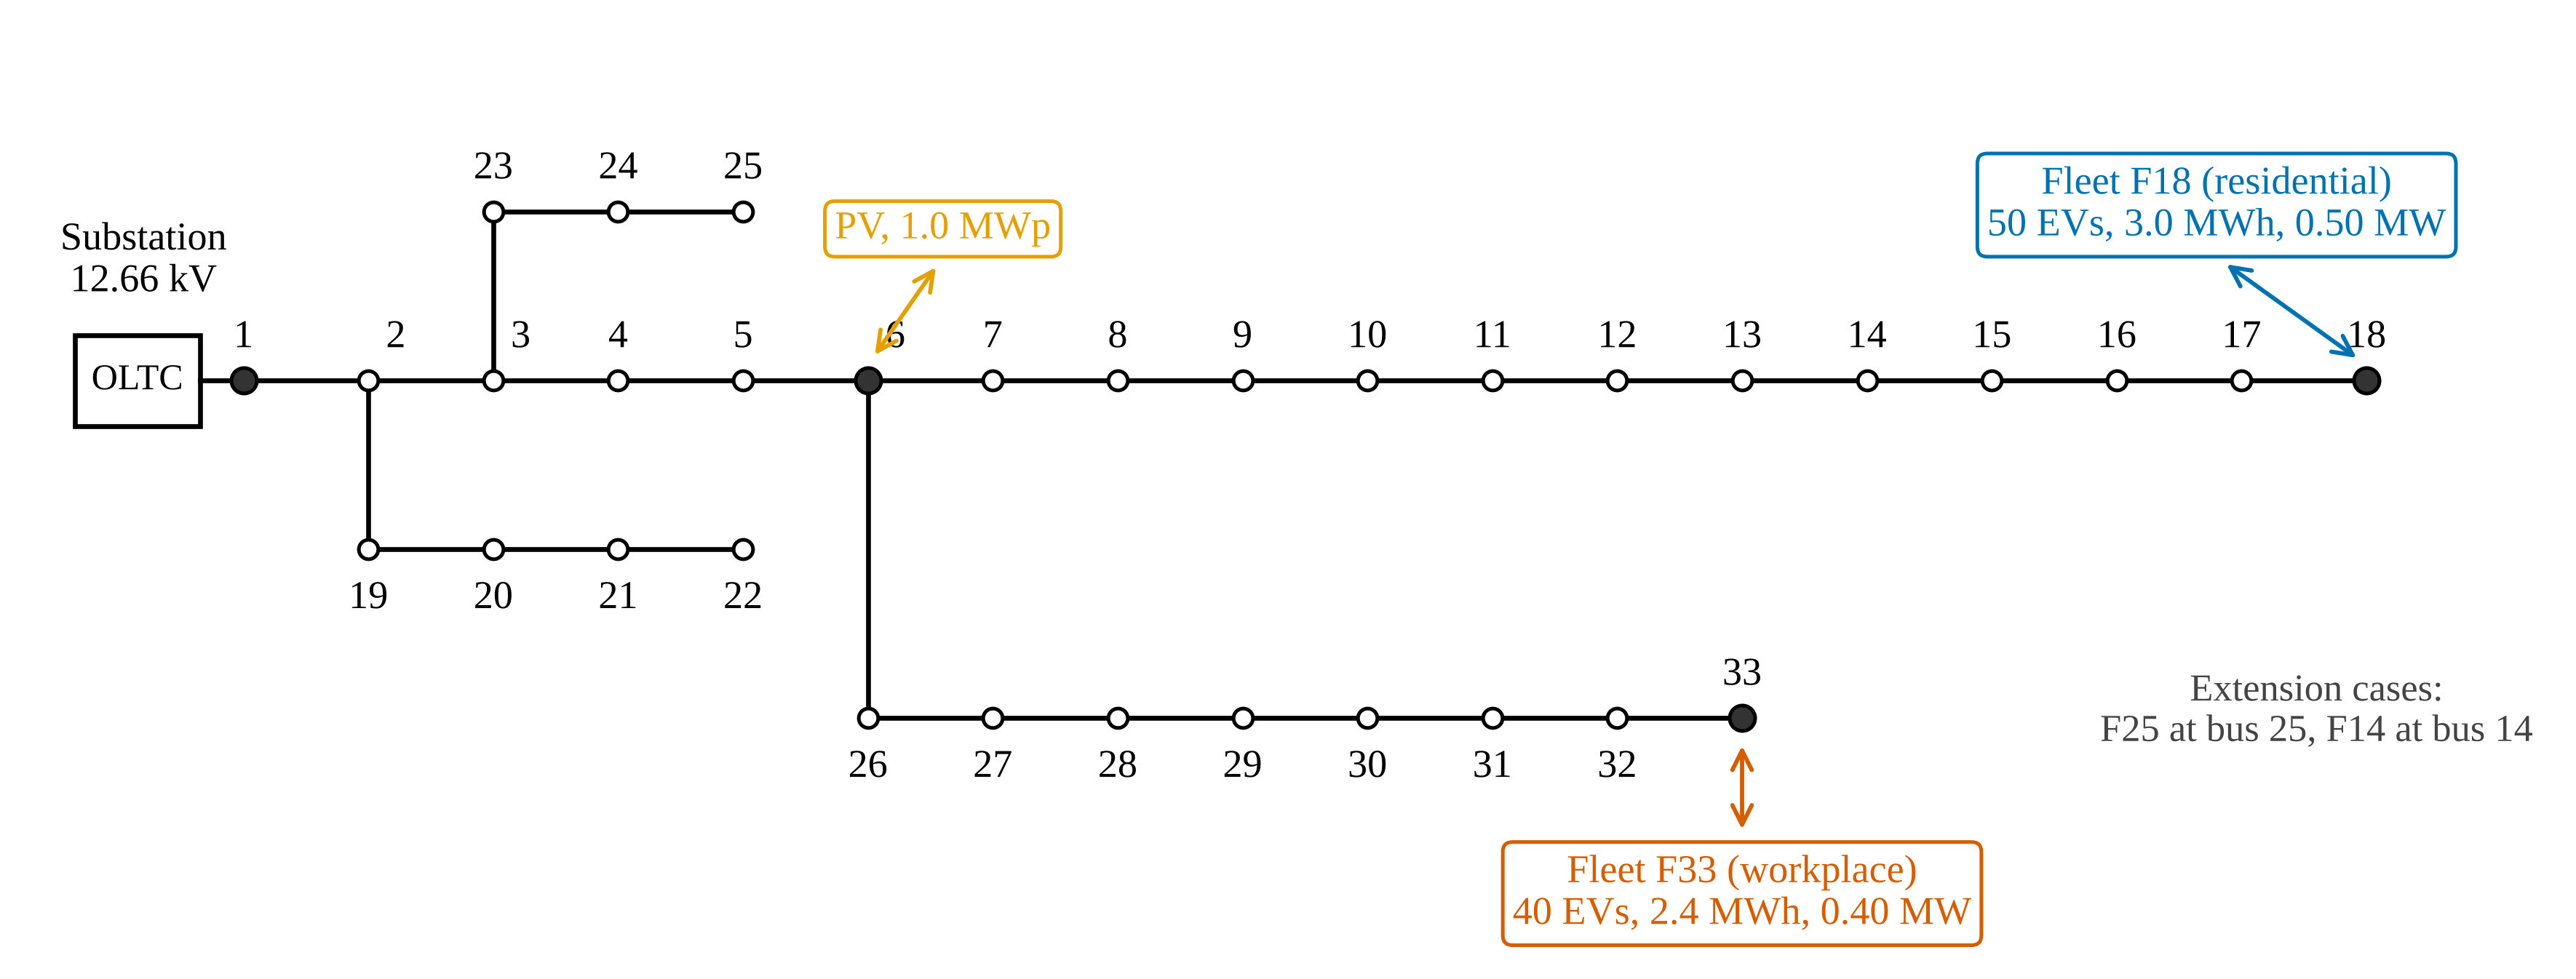 23 24 25
Fleet F18 (residential)
50 EVs, 3.0 MWh, 0.50 MW
PV, 1.0 MWp
Substation
12.66 kV
1 2 3 4 5 6 7 8 9 10 11 12 13 14 15 16 17 18
OLTC
19 20 21 22
33
Extension cases:
F25 at bus 25, F14 at bus 14
26 27 28 29 30 31 32
Fleet F33 (workplace)
40 EVs, 2.4 MWh, 0.40 MW